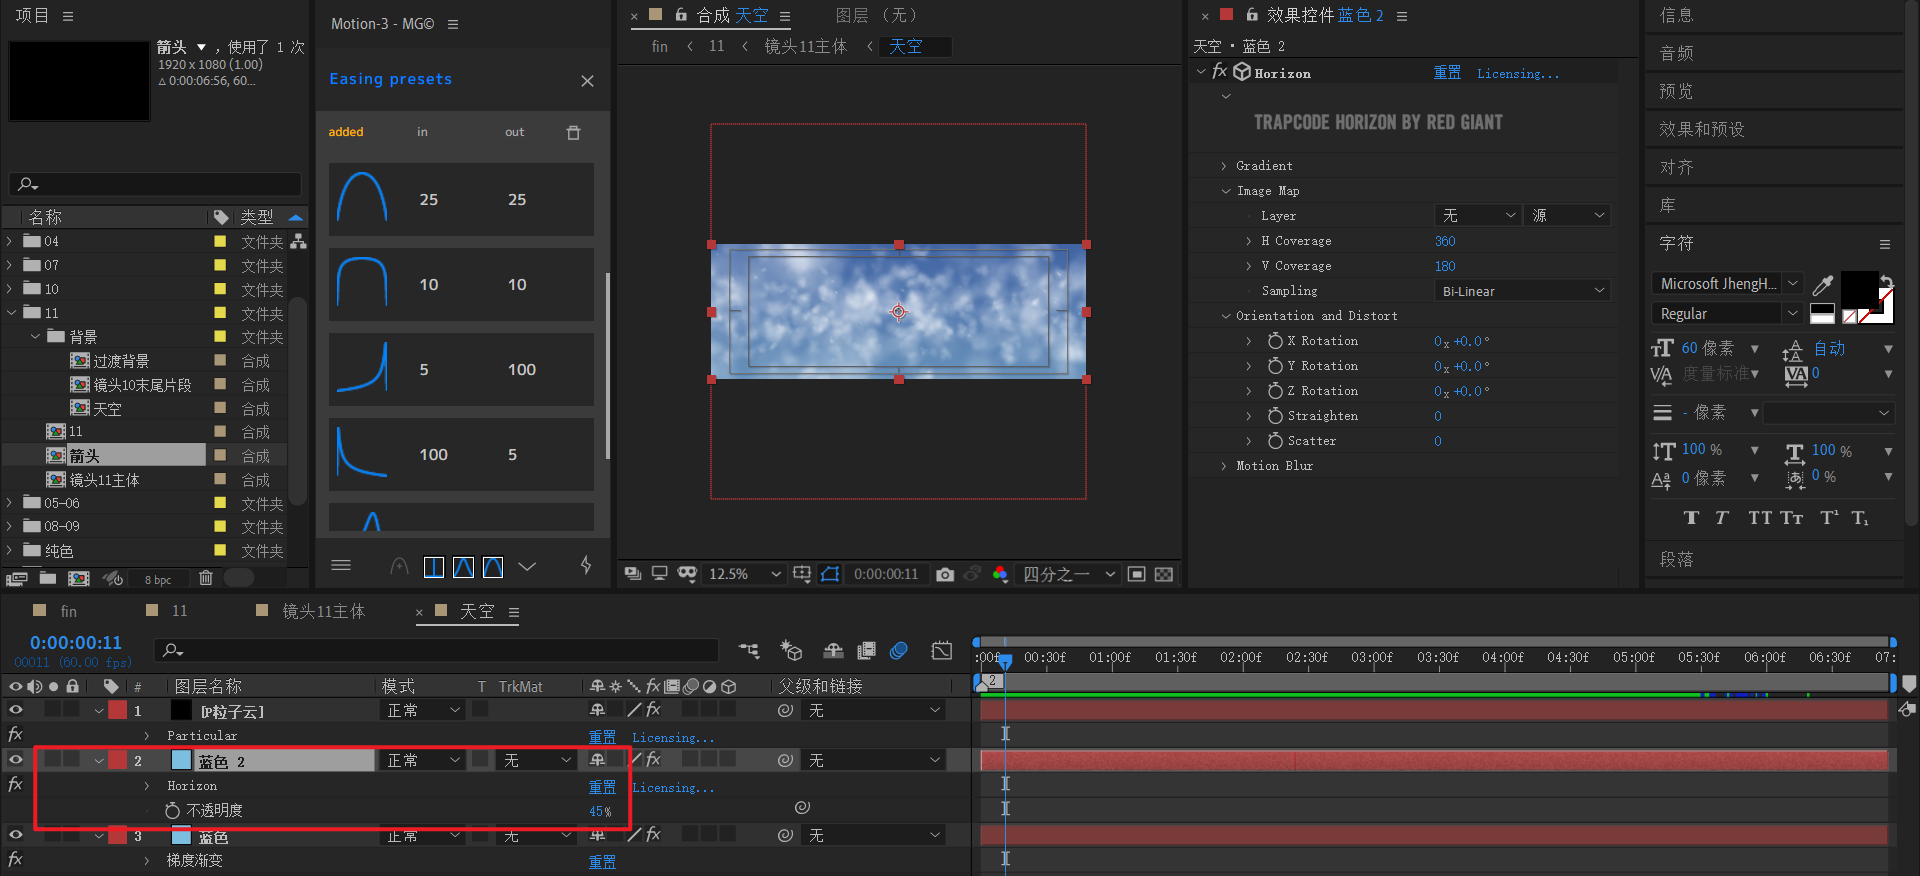 项目
箭头 ▼ ，使用了 1 次
1920 x 1080 (1.00)
△ 0:00:06:56, 60...
名称 类型
04 文件夹
07 文件夹
10 文件夹
11 文件夹
背景 文件夹
过渡背景 合成
镜头10末尾片段 合成
天空 合成
11 合成
箭头 合成
镜头11主体 合成
05-06 文件夹
08-09 文件夹
纯色 文件夹
8 bpc
Motion-3 - MG©
Easing presets
added in out
25 25
10 10
5 100
100 5
× 合成 天空
图层 （无）
fin ‹ 11 ‹ 镜头11主体 ‹ 天空
12.5% 0:00:00:11 四分之一
× 效果控件 蓝色 2
天空 · 蓝色 2
fx Horizon 重置 Licensing...
TRAPCODE HORIZON BY RED GIANT
Gradient
Image Map
Layer 无 源
H Coverage 360
V Coverage 180
Sampling Bi-Linear
Orientation and Distort
X Rotation 0x+0.0°
Y Rotation 0x+0.0°
Z Rotation 0x+0.0°
Straighten 0
Scatter 0
Motion Blur
信息
音频
预览
效果和预设
对齐
库
字符
Microsoft JhengH...
Regular
60 像素 自动
度量标准 0
- 像素
100 % 100 %
0 像素 0 %
T T TT Tт T¹ T₁
段落
fin 11 镜头11主体 × 天空
0:00:00:11
00011 (60.00 fps)
:00f 00:30f 01:00f 01:30f 02:00f 02:30f 03:00f 03:30f 04:00f 04:30f 05:00f 05:30f 06:00f 06:30f 07:
2
# 图层名称 模式 T TrkMat fx 父级和链接
1 [P粒子云] 正常 fx 无
fx Particular 重置 Licensing...
2 蓝色 2 正常 无 fx 无
fx Horizon 重置 Licensing...
不透明度 45%
3 蓝色 正常 无 fx 无
fx 梯度渐变 重置